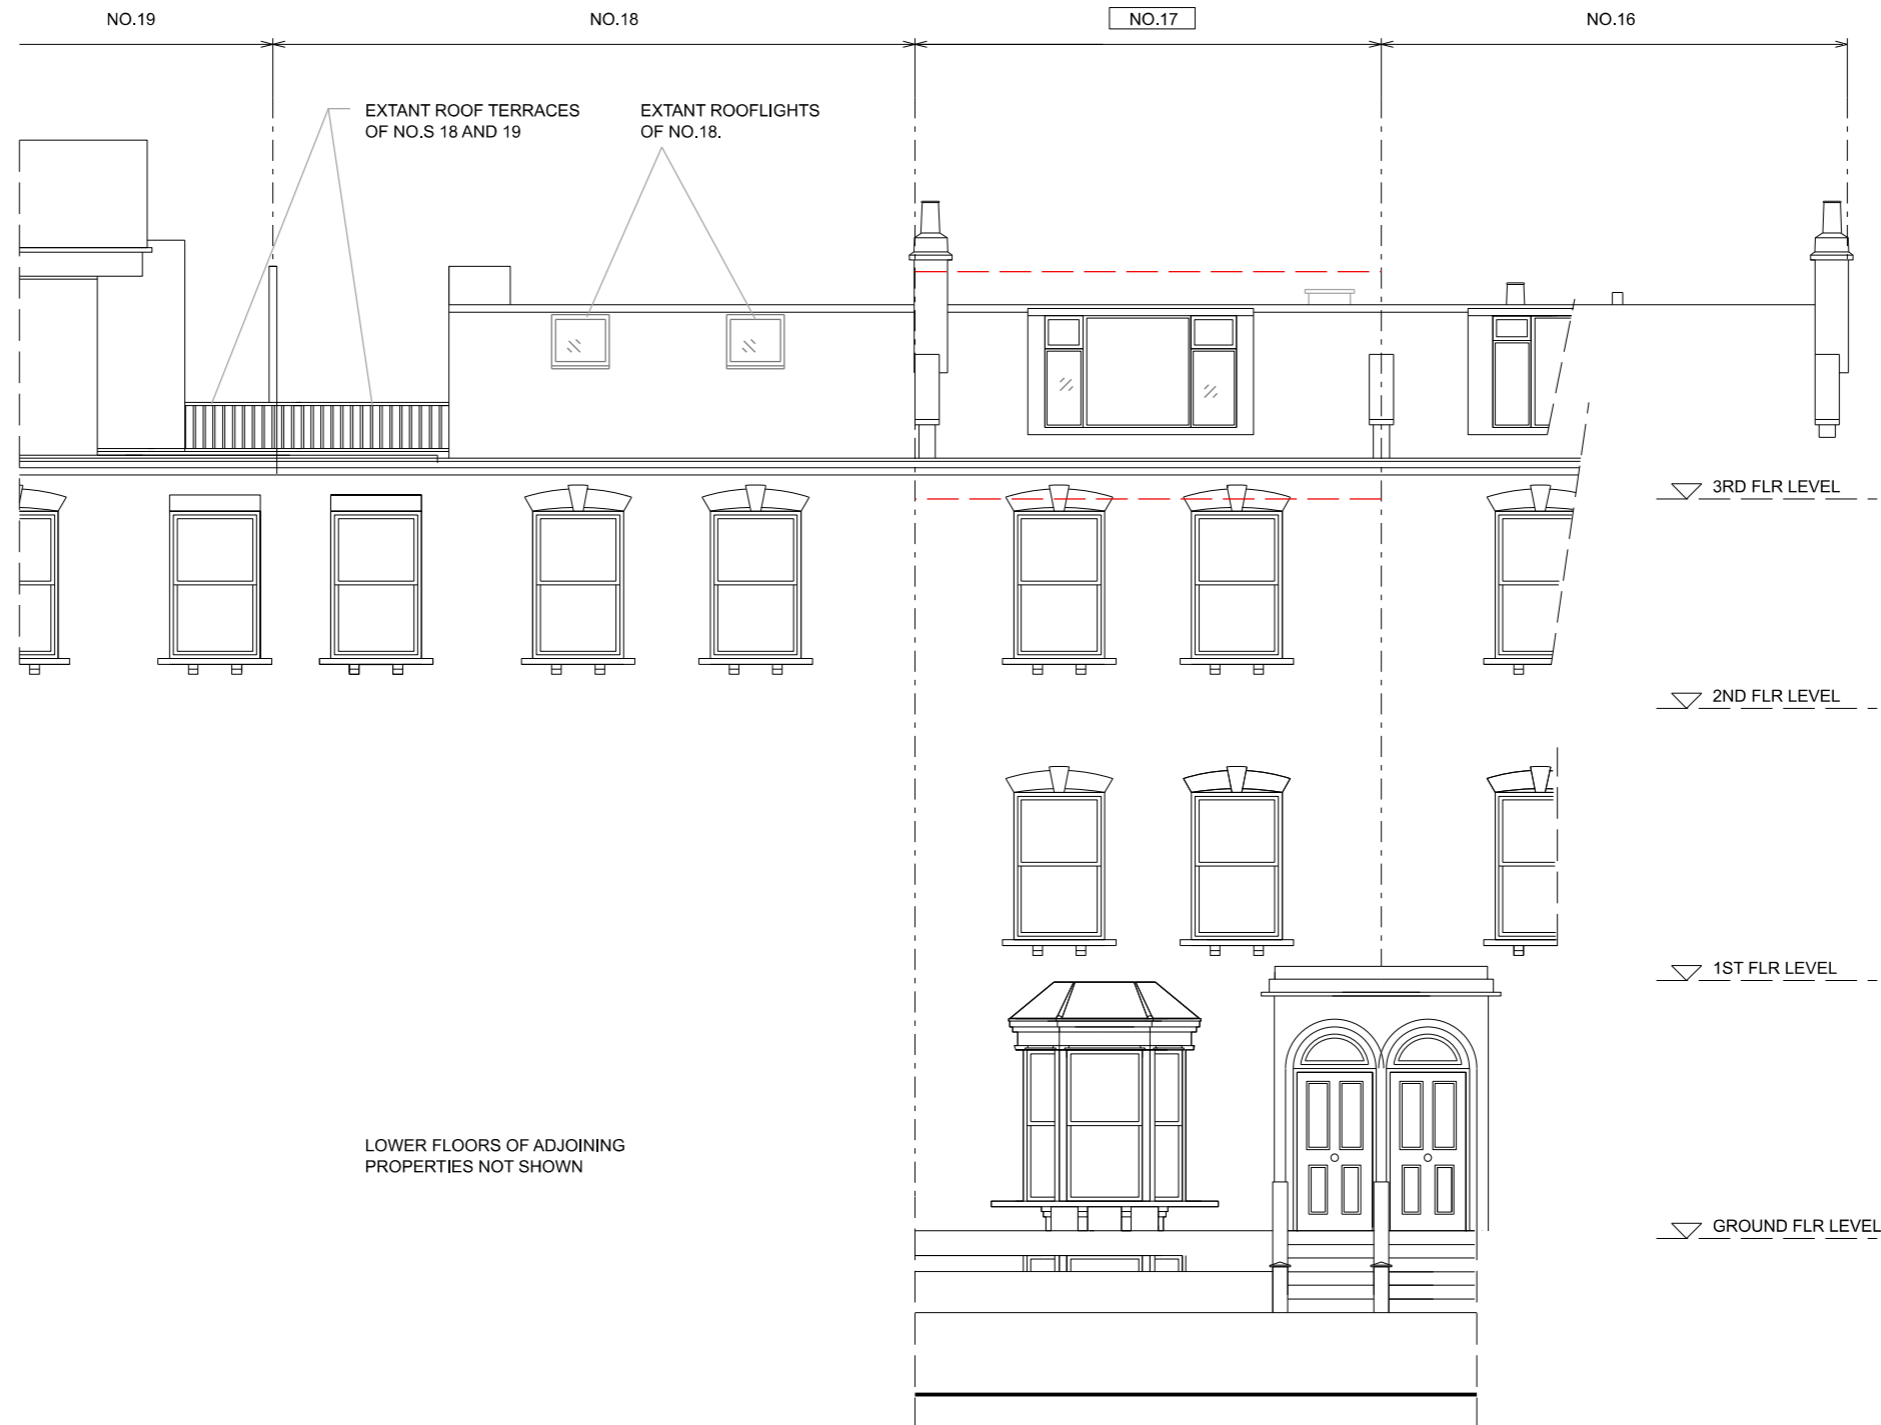 NO.19
NO.18
NO.17
NO.16
EXTANT ROOF TERRACES
OF NO.S 18 AND 19
EXTANT ROOFLIGHTS
OF NO.18.
3RD FLR LEVEL
2ND FLR LEVEL
1ST FLR LEVEL
LOWER FLOORS OF ADJOINING
PROPERTIES NOT SHOWN
GROUND FLR LEVEL